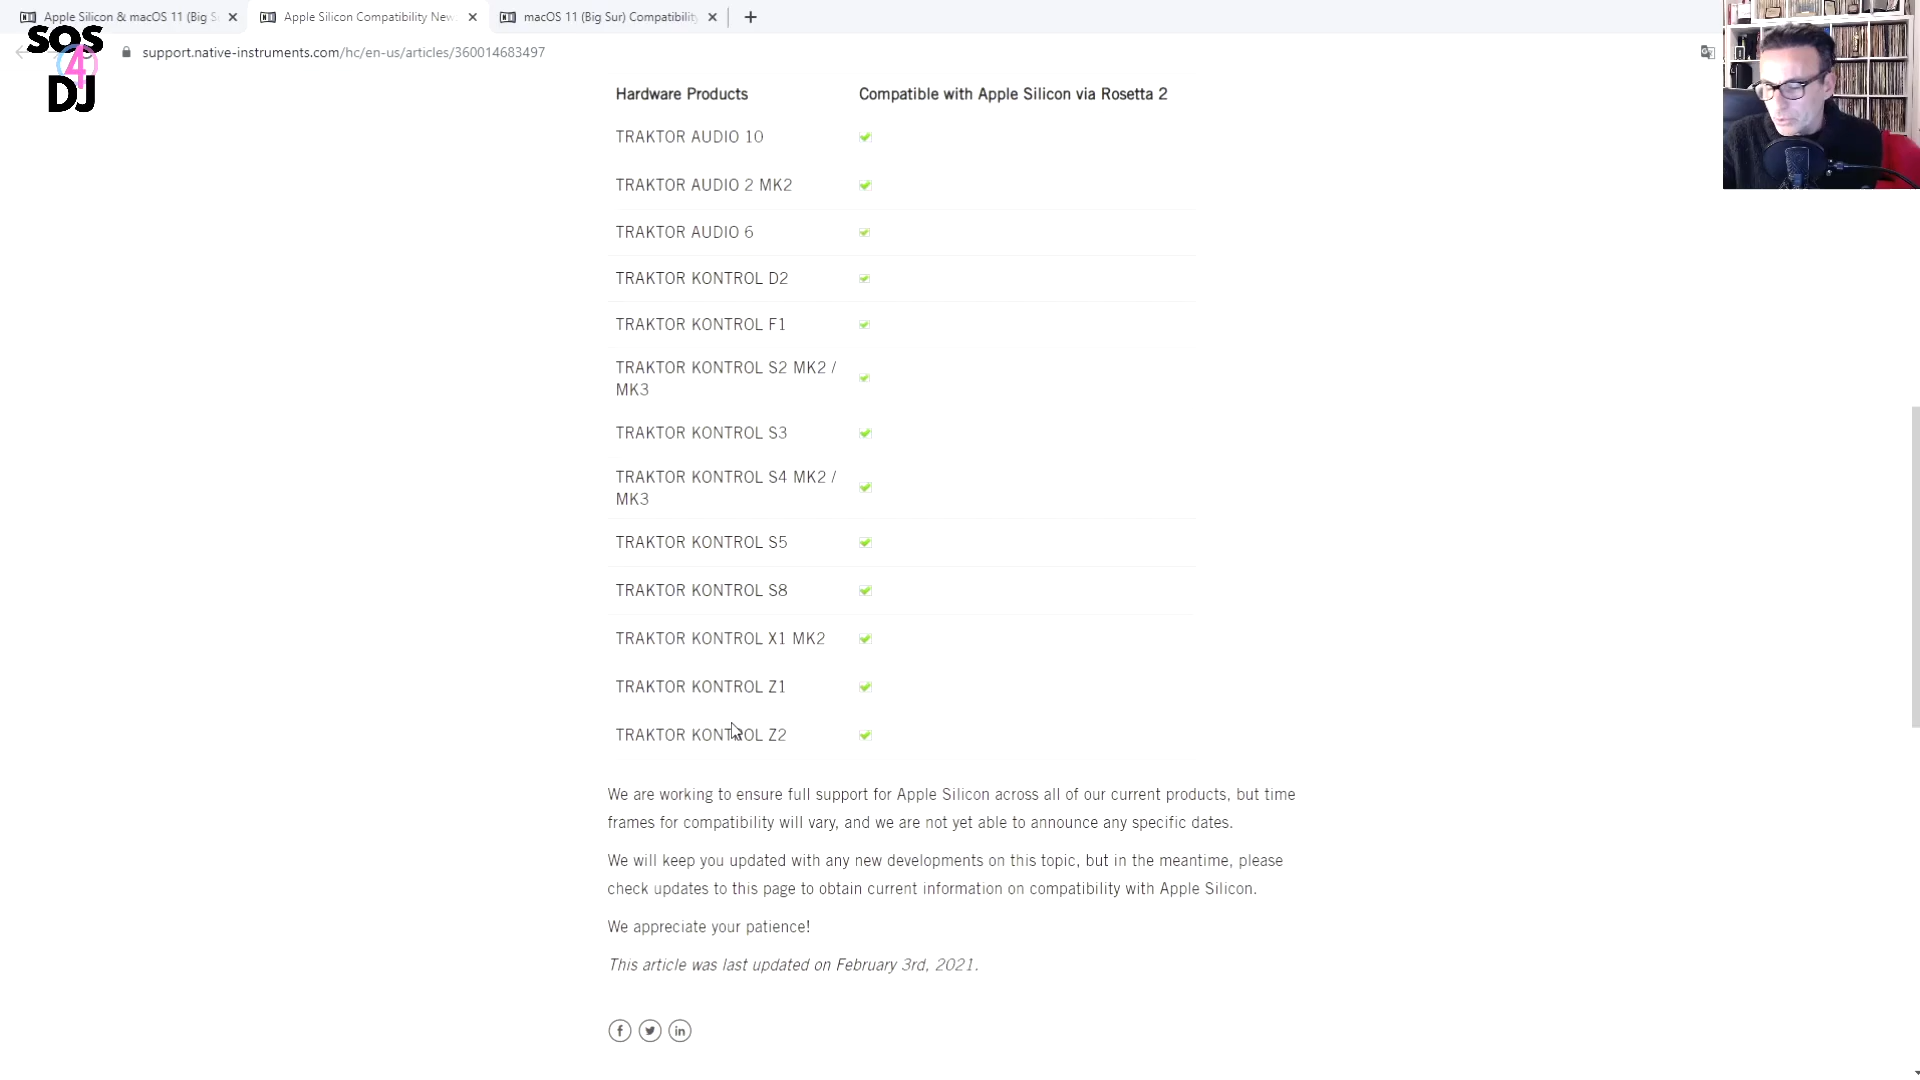 Apple Silicon & macOS 11 (Big S
Apple Silicon Compatibility New
macOS 11 (Big Sur) Compatibility
SOS
4
DJ
support.native-instruments.com/hc/en-us/articles/360014683497
Hardware Products
Compatible with Apple Silicon via Rosetta 2
TRAKTOR AUDIO 10
TRAKTOR AUDIO 2 MK2
TRAKTOR AUDIO 6
TRAKTOR KONTROL D2
TRAKTOR KONTROL F1
TRAKTOR KONTROL S2 MK2 /
MK3
TRAKTOR KONTROL S3
TRAKTOR KONTROL S4 MK2 /
MK3
TRAKTOR KONTROL S5
TRAKTOR KONTROL S8
TRAKTOR KONTROL X1 MK2
TRAKTOR KONTROL Z1
TRAKTOR KONTROL Z2
We are working to ensure full support for Apple Silicon across all of our current products, but time
frames for compatibility will vary, and we are not yet able to announce any specific dates.
We will keep you updated with any new developments on this topic, but in the meantime, please
check updates to this page to obtain current information on compatibility with Apple Silicon.
We appreciate your patience!
This article was last updated on February 3rd, 2021.